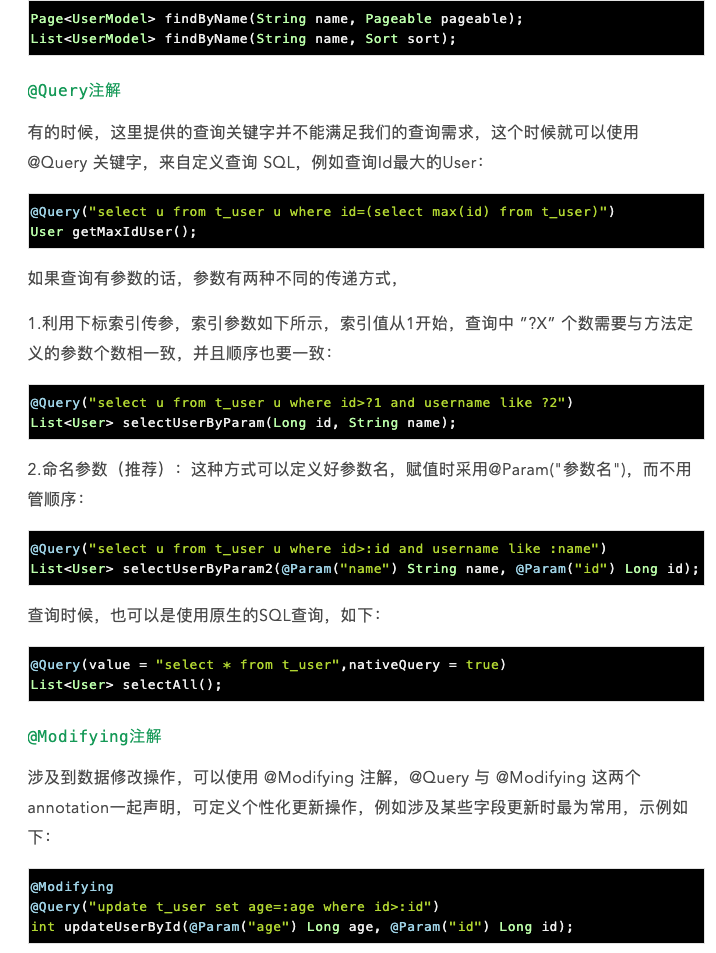 Page<UserModel> findByName(String name, Pageable pageable);
List<UserModel> findByName(String name, Sort sort);
@Query注解
有的时候，这里提供的查询关键字并不能满足我们的查询需求，这个时候就可以使用
@Query 关键字，来自定义查询 SQL，例如查询Id最大的User：
@Query("select u from t_user u where id=(select max(id) from t_user)")
User getMaxIdUser();
如果查询有参数的话，参数有两种不同的传递方式，
1.利用下标索引传参，索引参数如下所示，索引值从1开始，查询中 ”?X” 个数需要与方法定
义的参数个数相一致，并且顺序也要一致：
@Query("select u from t_user u where id>?1 and username like ?2")
List<User> selectUserByParam(Long id, String name);
2.命名参数（推荐）：这种方式可以定义好参数名，赋值时采用@Param("参数名")，而不用
管顺序：
@Query("select u from t_user u where id>:id and username like :name")
List<User> selectUserByParam2(@Param("name") String name, @Param("id") Long id);
查询时候，也可以是使用原生的SQL查询，如下：
@Query(value = "select * from t_user",nativeQuery = true)
List<User> selectAll();
@Modifying注解
涉及到数据修改操作，可以使用 @Modifying 注解，@Query 与 @Modifying 这两个
annotation一起声明，可定义个性化更新操作，例如涉及某些字段更新时最为常用，示例如
下：
@Modifying
@Query("update t_user set age=:age where id>:id")
int updateUserById(@Param("age") Long age, @Param("id") Long id);